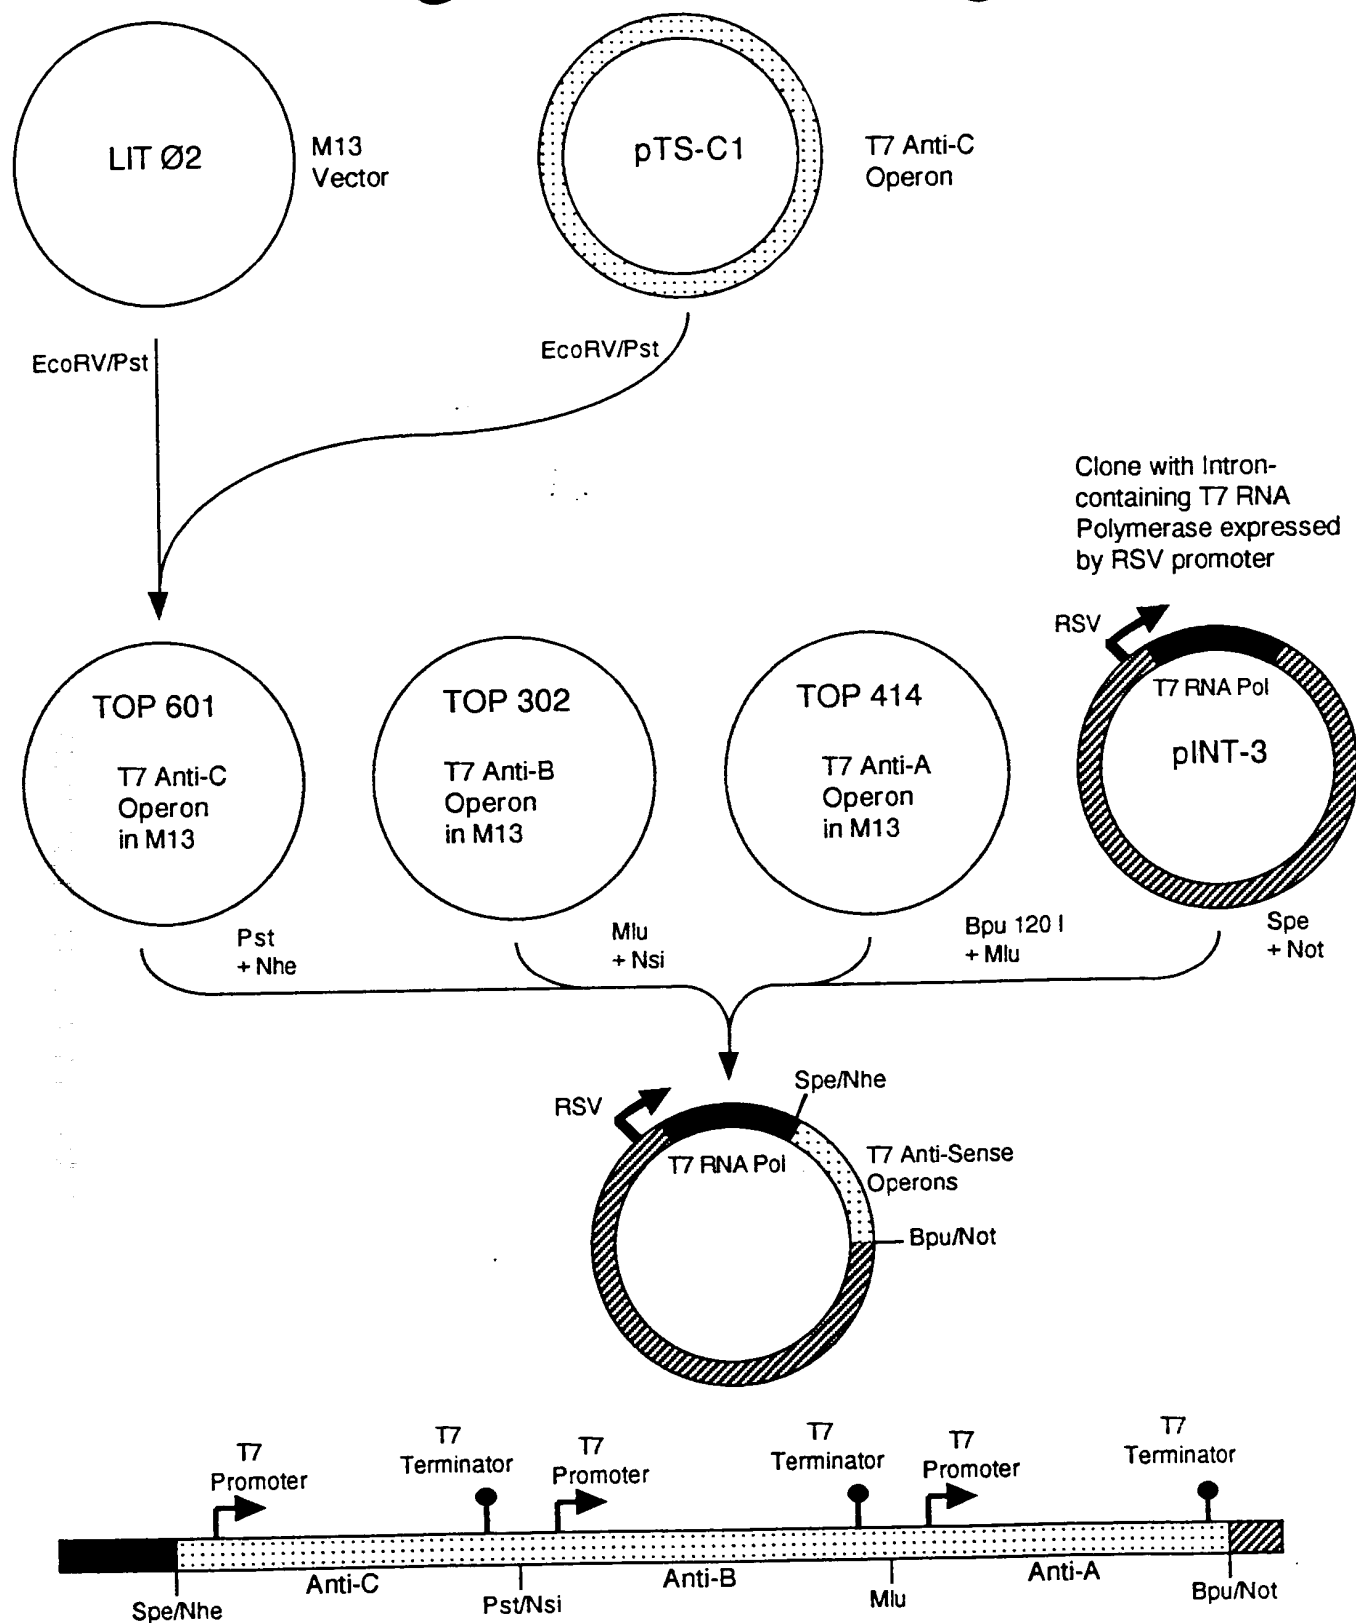 LIT Ø2
M13
Vector
pTS-C1
T7 Anti-C
Operon
EcoRV/Pst
EcoRV/Pst
Clone with Intron-
containing T7 RNA
Polymerase expressed
by RSV promoter
TOP 601
T7 Anti-C
Operon
in M13
TOP 302
T7 Anti-B
Operon
in M13
TOP 414
T7 Anti-A
Operon
in M13
RSV
T7 RNA Pol
pINT-3
Pst
+ Nhe
Mlu
+ Nsi
Bpu 120 I
+ Mlu
Spe
+ Not
RSV
Spe/Nhe
T7 RNA Pol
T7 Anti-Sense
Operons
Bpu/Not
T7
Promoter
T7
Terminator
T7
Promoter
T7
Terminator
T7
Promoter
T7
Terminator
Anti-C
Anti-B
Anti-A
Spe/Nhe
Pst/Nsi
Mlu
Bpu/Not